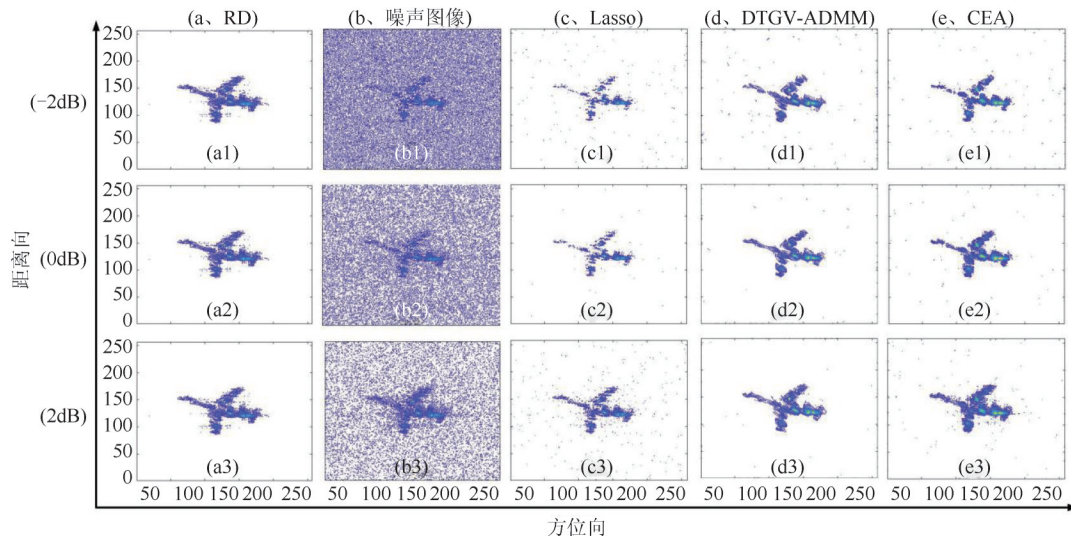 (a、RD) (b、噪声图像) (c、Lasso) (d、DTGV-ADMM) (e、CEA)
250
200
(−2dB) 150
100
50
0
(a1) (b1) (c1) (d1) (e1)
250
200
(0dB) 150
100
50
0
(a2) (b2) (c2) (d2) (e2)
距离向
250
200
(2dB) 150
100
50
0
(a3) (b3) (c3) (d3) (e3)
50 100 150 200 250 50 100 150 200 250 50 100 150 200 250 50 100 150 200 250 50 100 150 200 250
方位向